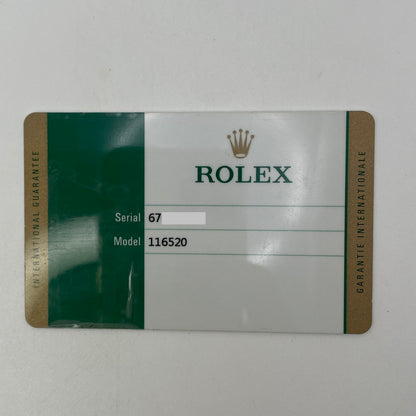 INTERNATIONAL GUARANTEE
ROLEX
Serial 67
Model 116520
GARANTIE INTERNATIONALE